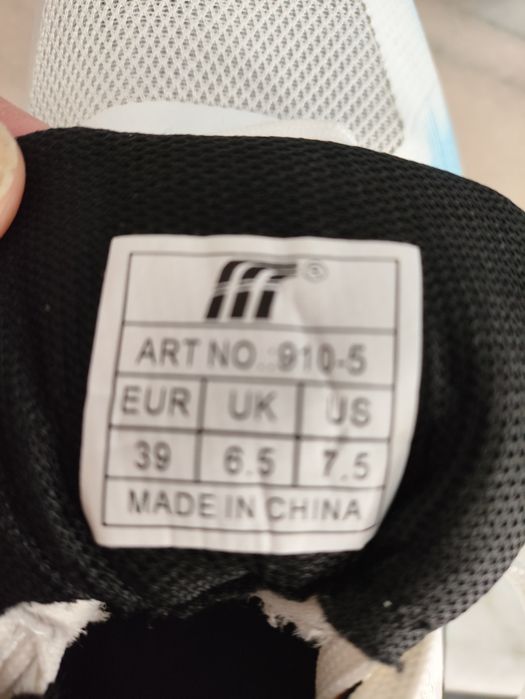 ART NO.:910-5
EUR UK US
39 6.5 7.5
MADE IN CHINA